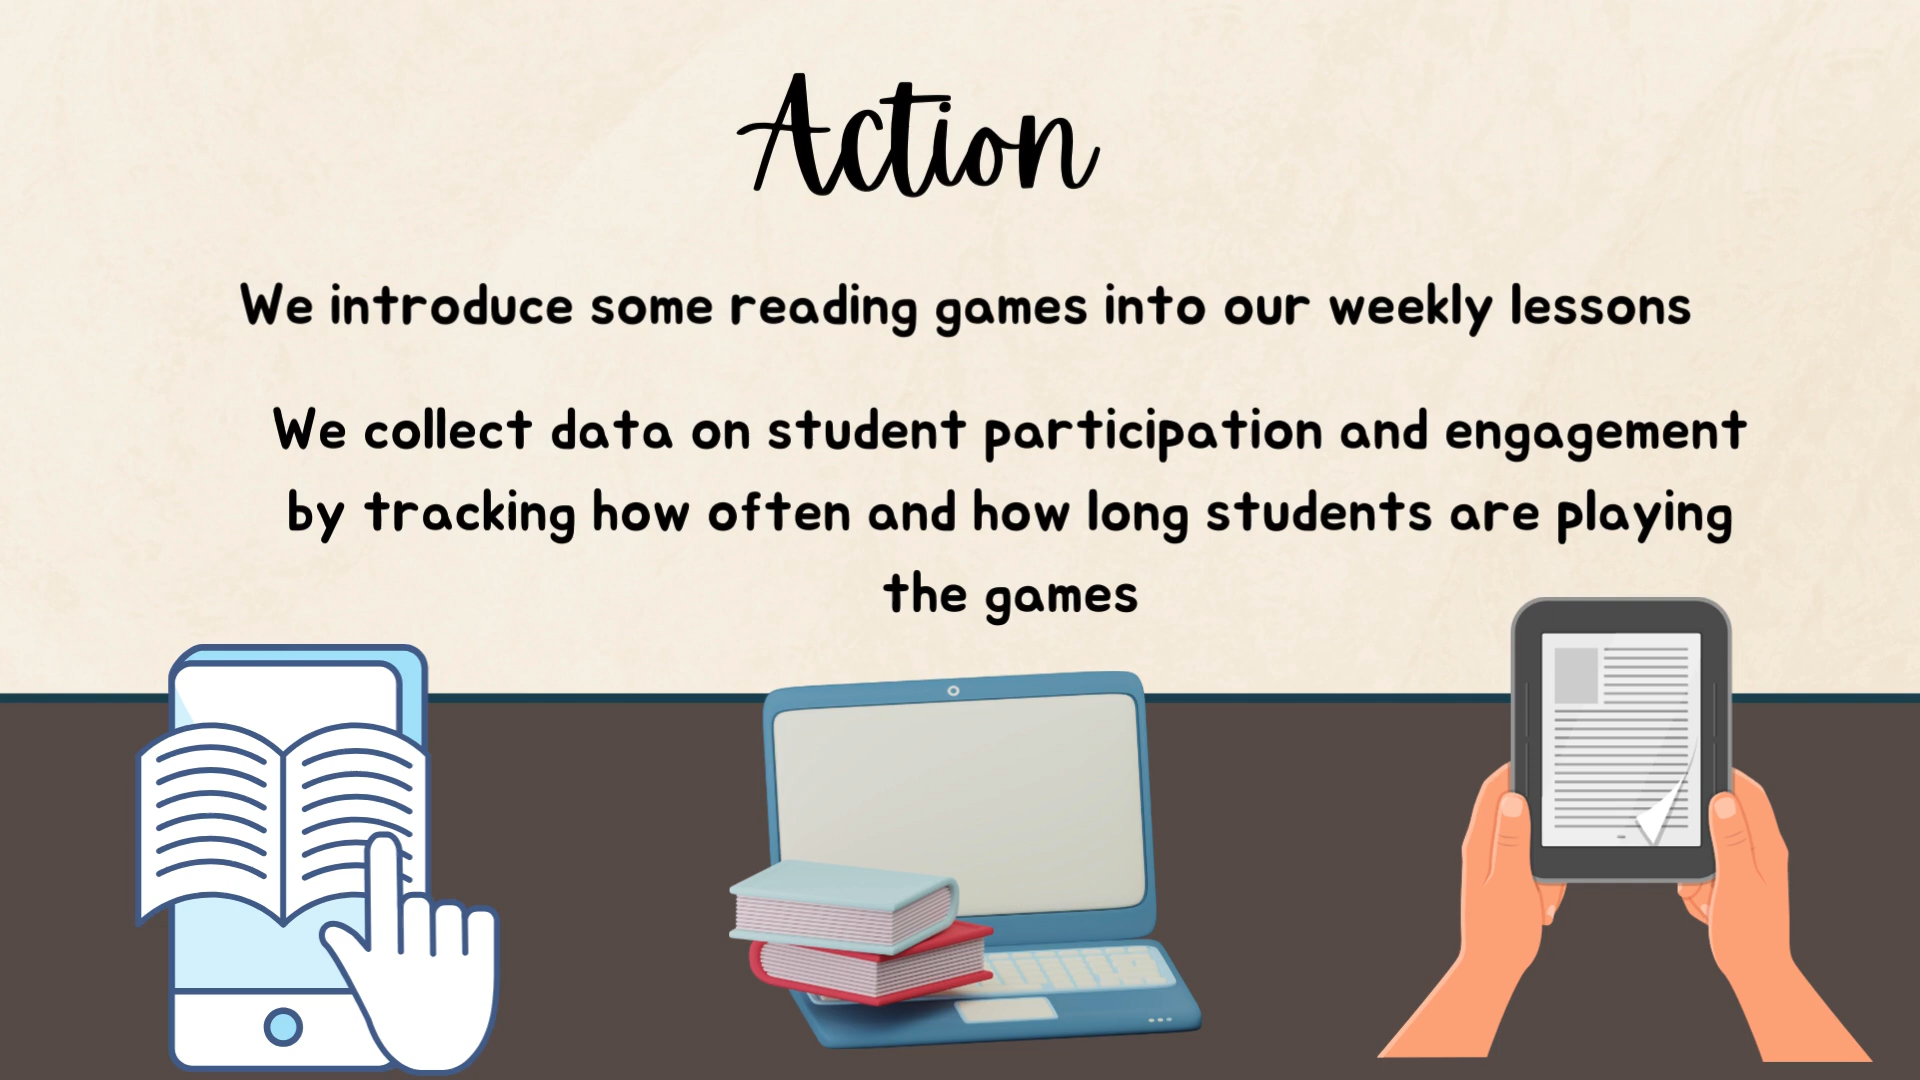 Action
We introduce some reading games into our weekly lessons
We collect data on student participation and engagement
by tracking how often and how long students are playing
the games